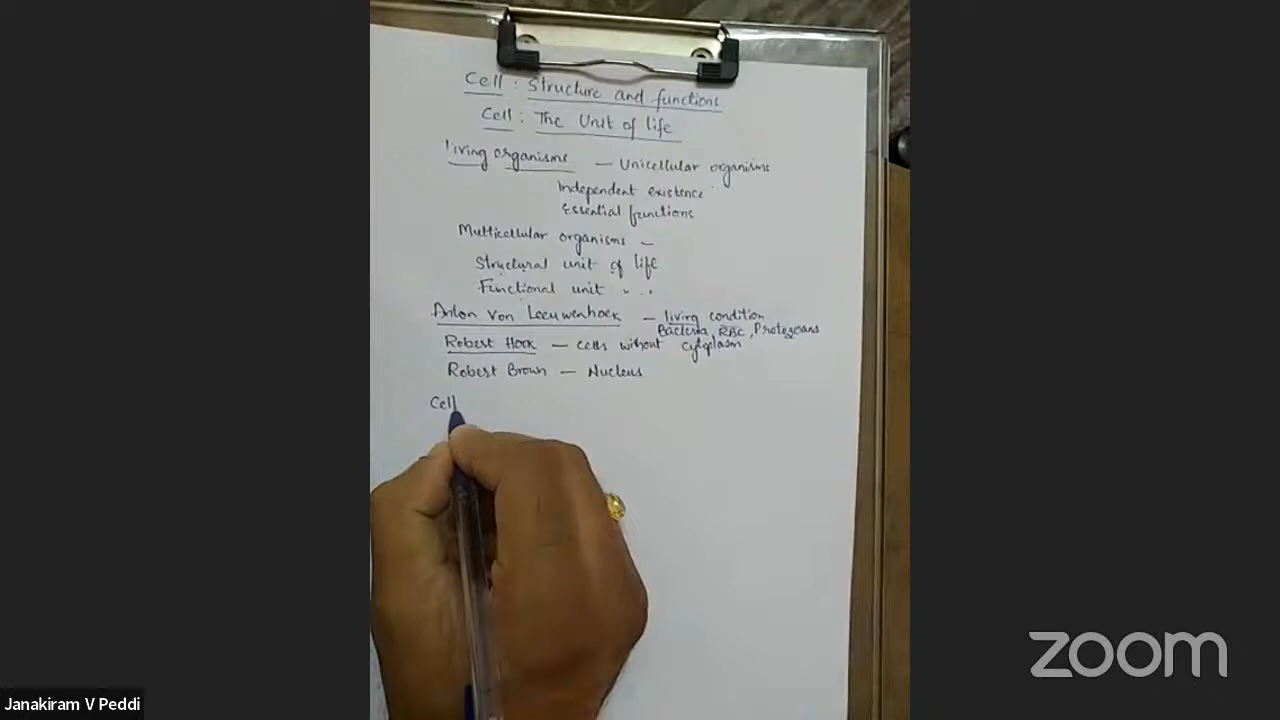 Cell : Structure and functions
Cell : The Unit of life
living organisms — Unicellular organisms
Independent existence
Essential functions
Multicellular organisms —
Structural unit of life
Functional unit " "
Anton Von Leeuwenhoek — living condition
Bacteria, RBC, Protozoans
Robert Hook — cells without cytoplasm
Robert Brown — Nucleus
Cell
zoom
Janakiram V Peddi